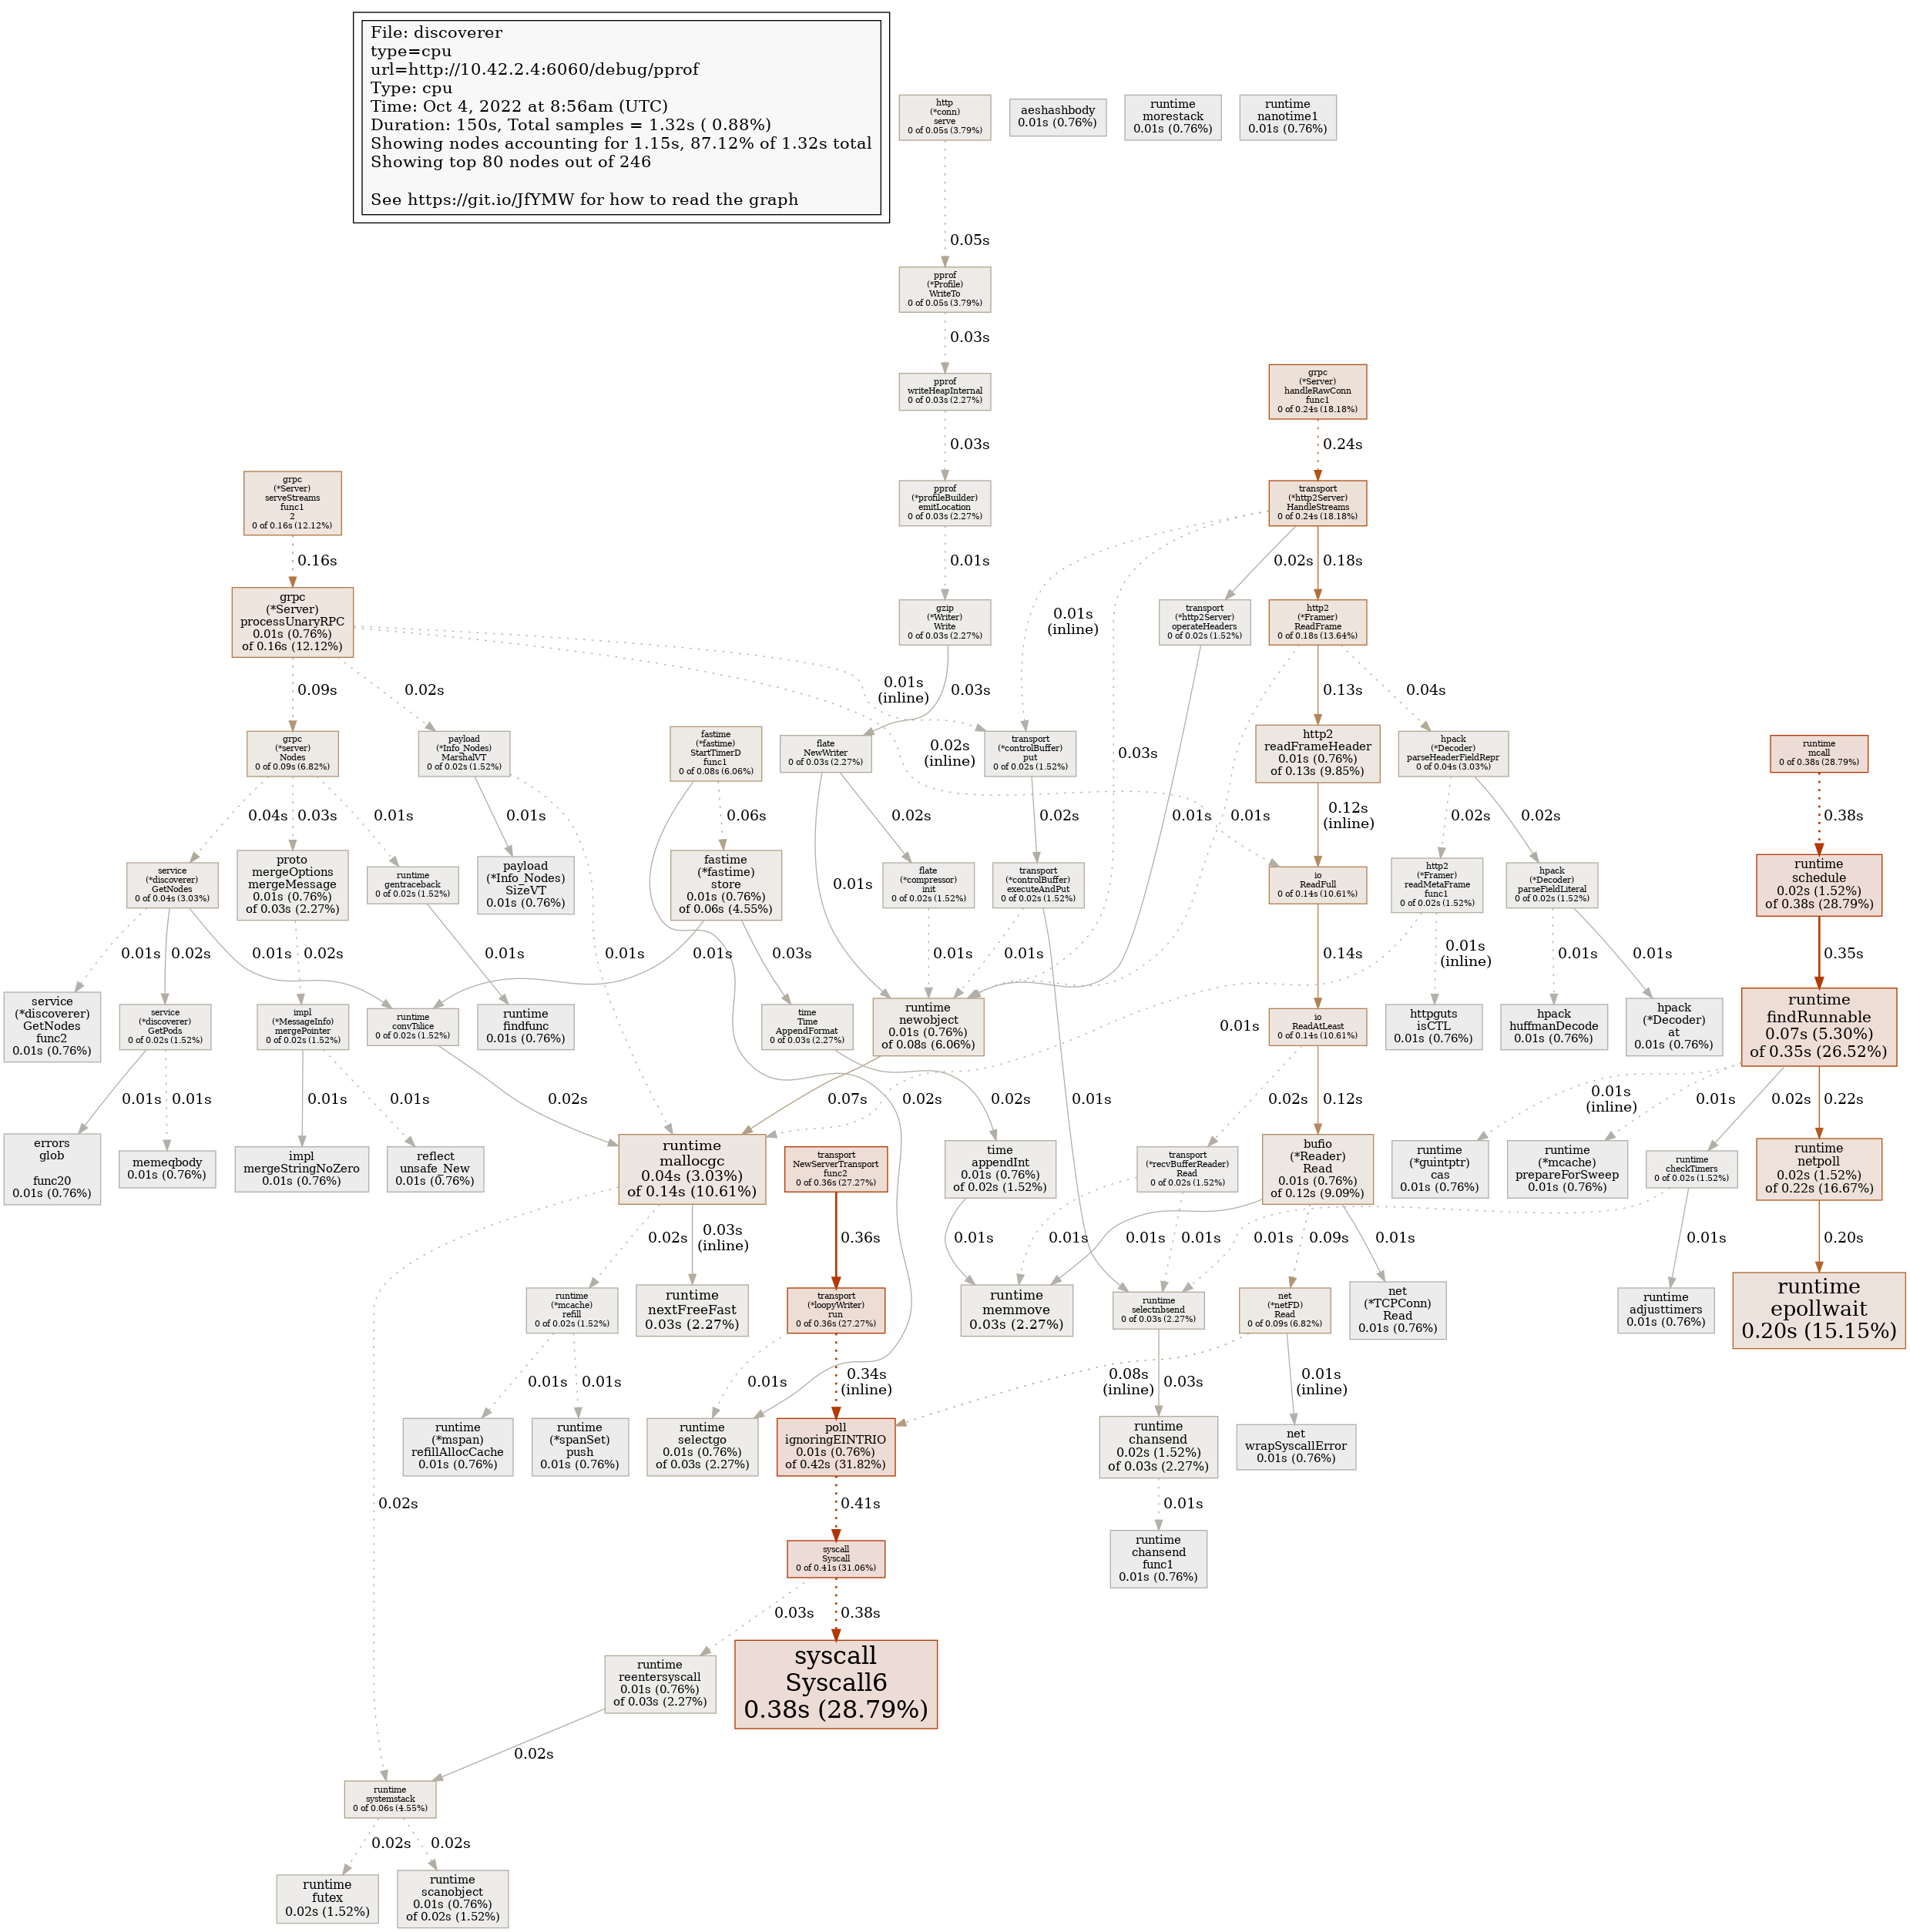 File: discoverer
type=cpu
url=http://10.42.2.4:6060/debug/pprof
Type: cpu
Time: Oct 4, 2022 at 8:56am (UTC)
Duration: 150s, Total samples = 1.32s ( 0.88%)
Showing nodes accounting for 1.15s, 87.12% of 1.32s total
Showing top 80 nodes out of 246
See https://git.io/JfYMW for how to read the graph
http
(*conn)
serve
0 of 0.05s (3.79%)
aeshashbody
0.01s (0.76%)
runtime
morestack
0.01s (0.76%)
runtime
nanotime1
0.01s (0.76%)
0.05s
pprof
(*Profile)
WriteTo
0 of 0.05s (3.79%)
0.03s
pprof
writeHeapInternal
0 of 0.03s (2.27%)
grpc
(*Server)
handleRawConn
func1
0 of 0.24s (18.18%)
0.03s
0.24s
grpc
(*Server)
serveStreams
func1
2
0 of 0.16s (12.12%)
pprof
(*profileBuilder)
emitLocation
0 of 0.03s (2.27%)
transport
(*http2Server)
HandleStreams
0 of 0.24s (18.18%)
0.16s
0.01s
0.02s
0.18s
grpc
(*Server)
processUnaryRPC
0.01s (0.76%)
of 0.16s (12.12%)
gzip
(*Writer)
Write
0 of 0.03s (2.27%)
0.01s
(inline)
transport
(*http2Server)
operateHeaders
0 of 0.02s (1.52%)
http2
(*Framer)
ReadFrame
0 of 0.18s (13.64%)
0.09s
0.02s
0.01s
(inline)
0.03s
0.13s
0.04s
grpc
(*server)
Nodes
0 of 0.09s (6.82%)
payload
(*Info_Nodes)
MarshalVT
0 of 0.02s (1.52%)
fastime
(*fastime)
StartTimerD
func1
0 of 0.08s (6.06%)
flate
NewWriter
0 of 0.03s (2.27%)
0.02s
(inline)
transport
(*controlBuffer)
put
0 of 0.02s (1.52%)
0.03s
http2
readFrameHeader
0.01s (0.76%)
of 0.13s (9.85%)
hpack
(*Decoder)
parseHeaderFieldRepr
0 of 0.04s (3.03%)
runtime
mcall
0 of 0.38s (28.79%)
0.04s
0.03s
0.01s
0.01s
0.06s
0.02s
0.02s
0.01s
0.01s
0.12s
(inline)
0.02s
0.02s
0.38s
service
(*discoverer)
GetNodes
0 of 0.04s (3.03%)
proto
mergeOptions
mergeMessage
0.01s (0.76%)
of 0.03s (2.27%)
runtime
gentraceback
0 of 0.02s (1.52%)
payload
(*Info_Nodes)
SizeVT
0.01s (0.76%)
fastime
(*fastime)
store
0.01s (0.76%)
of 0.06s (4.55%)
0.01s
flate
(*compressor)
init
0 of 0.02s (1.52%)
transport
(*controlBuffer)
executeAndPut
0 of 0.02s (1.52%)
io
ReadFull
0 of 0.14s (10.61%)
http2
(*Framer)
readMetaFrame
func1
0 of 0.02s (1.52%)
hpack
(*Decoder)
parseFieldLiteral
0 of 0.02s (1.52%)
runtime
schedule
0.02s (1.52%)
of 0.38s (28.79%)
0.01s
0.02s
0.01s
0.02s
0.01s
0.01s
0.01s
0.03s
0.01s
0.01s
0.14s
0.01s
(inline)
0.01s
0.01s
0.35s
service
(*discoverer)
GetNodes
func2
0.01s (0.76%)
service
(*discoverer)
GetPods
0 of 0.02s (1.52%)
impl
(*MessageInfo)
mergePointer
0 of 0.02s (1.52%)
runtime
convTslice
0 of 0.02s (1.52%)
runtime
findfunc
0.01s (0.76%)
time
Time
AppendFormat
0 of 0.03s (2.27%)
runtime
newobject
0.01s (0.76%)
of 0.08s (6.06%)
0.01s
io
ReadAtLeast
0 of 0.14s (10.61%)
httpguts
isCTL
0.01s (0.76%)
hpack
huffmanDecode
0.01s (0.76%)
hpack
(*Decoder)
at
0.01s (0.76%)
runtime
findRunnable
0.07s (5.30%)
of 0.35s (26.52%)
0.01s
0.01s
0.01s
0.01s
0.02s
0.07s
0.02s
0.02s
0.01s
0.02s
0.12s
0.01s
(inline)
0.01s
0.02s
0.22s
errors
glob
func20
0.01s (0.76%)
memeqbody
0.01s (0.76%)
impl
mergeStringNoZero
0.01s (0.76%)
reflect
unsafe_New
0.01s (0.76%)
runtime
mallocgc
0.04s (3.03%)
of 0.14s (10.61%)
transport
NewServerTransport
func2
0 of 0.36s (27.27%)
time
appendInt
0.01s (0.76%)
of 0.02s (1.52%)
transport
(*recvBufferReader)
Read
0 of 0.02s (1.52%)
bufio
(*Reader)
Read
0.01s (0.76%)
of 0.12s (9.09%)
runtime
(*guintptr)
cas
0.01s (0.76%)
runtime
(*mcache)
prepareForSweep
0.01s (0.76%)
runtime
checkTimers
0 of 0.02s (1.52%)
runtime
netpoll
0.02s (1.52%)
of 0.22s (16.67%)
0.02s
0.03s
(inline)
0.36s
0.01s
0.01s
0.01s
0.01s
0.01s
0.09s
0.01s
0.01s
0.20s
runtime
(*mcache)
refill
0 of 0.02s (1.52%)
runtime
nextFreeFast
0.03s (2.27%)
transport
(*loopyWriter)
run
0 of 0.36s (27.27%)
runtime
memmove
0.03s (2.27%)
runtime
selectnbsend
0 of 0.03s (2.27%)
net
(*netFD)
Read
0 of 0.09s (6.82%)
net
(*TCPConn)
Read
0.01s (0.76%)
runtime
adjusttimers
0.01s (0.76%)
runtime
epollwait
0.20s (15.15%)
0.01s
0.01s
0.01s
0.34s
(inline)
0.08s
(inline)
0.03s
0.01s
(inline)
runtime
(*mspan)
refillAllocCache
0.01s (0.76%)
runtime
(*spanSet)
push
0.01s (0.76%)
runtime
selectgo
0.01s (0.76%)
of 0.03s (2.27%)
poll
ignoringEINTRIO
0.01s (0.76%)
of 0.42s (31.82%)
runtime
chansend
0.02s (1.52%)
of 0.03s (2.27%)
net
wrapSyscallError
0.01s (0.76%)
0.02s
0.41s
0.01s
syscall
Syscall
0 of 0.41s (31.06%)
runtime
chansend
func1
0.01s (0.76%)
0.03s
0.38s
runtime
reentersyscall
0.01s (0.76%)
of 0.03s (2.27%)
syscall
Syscall6
0.38s (28.79%)
0.02s
runtime
systemstack
0 of 0.06s (4.55%)
0.02s
0.02s
runtime
futex
0.02s (1.52%)
runtime
scanobject
0.01s (0.76%)
of 0.02s (1.52%)